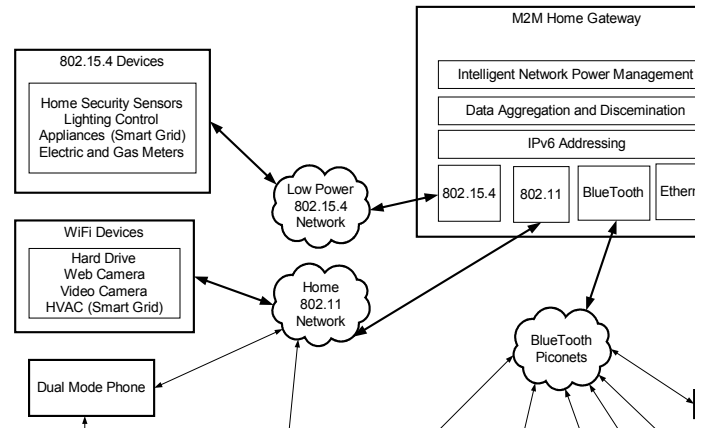 M2M Home Gateway
802.15.4 Devices
Intelligent Network Power Management
Home Security Sensors
Lighting Control
Appliances (Smart Grid)
Electric and Gas Meters
Data Aggregation and Discemination
IPv6 Addressing
Low Power
802.15.4
Network
802.15.4
802.11
BlueTooth
Ethern
WiFi Devices
Hard Drive
Web Camera
Video Camera
HVAC (Smart Grid)
Home
802.11
Network
BlueTooth
Piconets
Dual Mode Phone